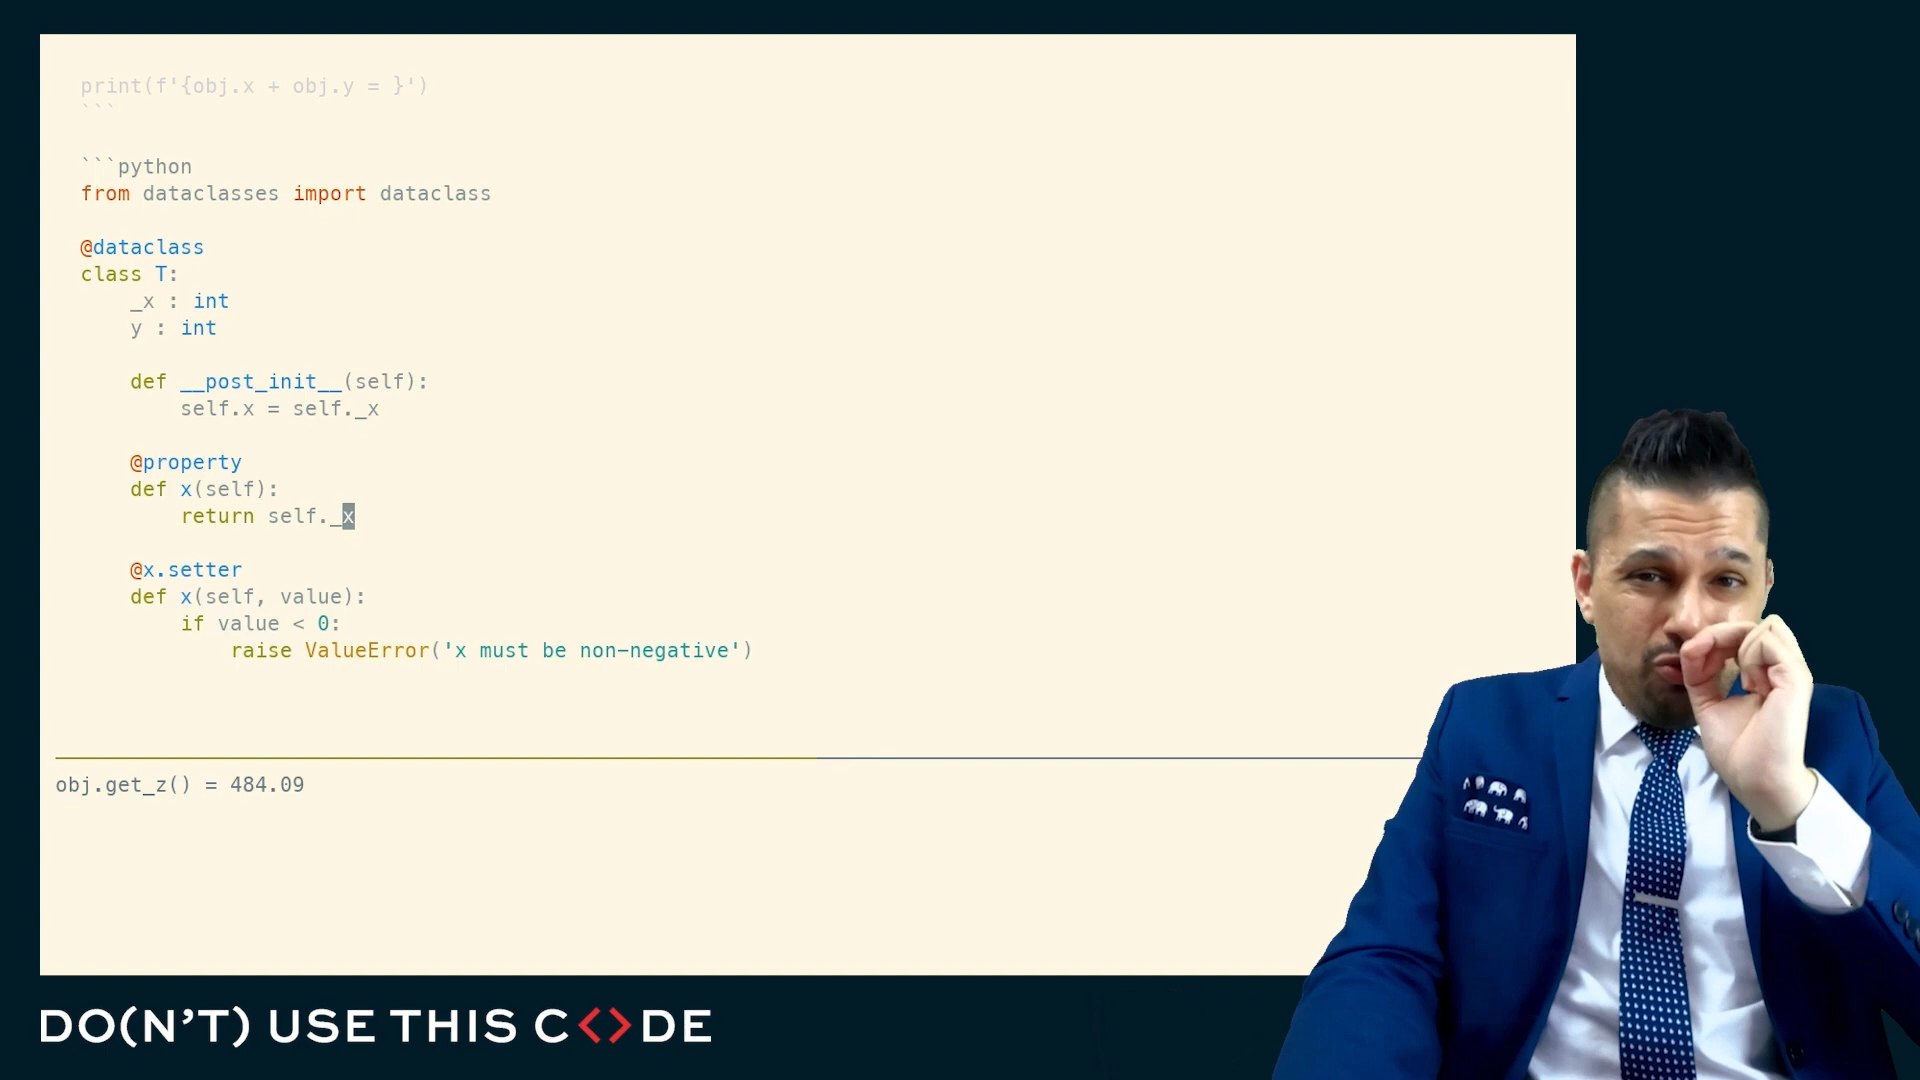 print(f'{obj.x + obj.y = }')
```
```python
from dataclasses import dataclass
@dataclass
class T:
_x : int
y : int
def __post_init__(self):
self.x = self._x
@property
def x(self):
return self._x
@x.setter
def x(self, value):
if value < 0:
raise ValueError('x must be non-negative')
obj.get_z() = 484.09
DO(N'T) USE THIS C<>DE